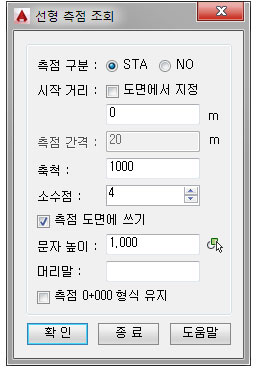 선형 측점 조회
측점 구분 : STA NO
시작 거리 : 도면에서 지정
0 m
측점 간격 : 20 m
축척 : 1000
소수점 : 4
측점 도면에 쓰기
문자 높이 : 1,000
머리말 :
측점 0+000 형식 유지
확 인 종 료 도움말